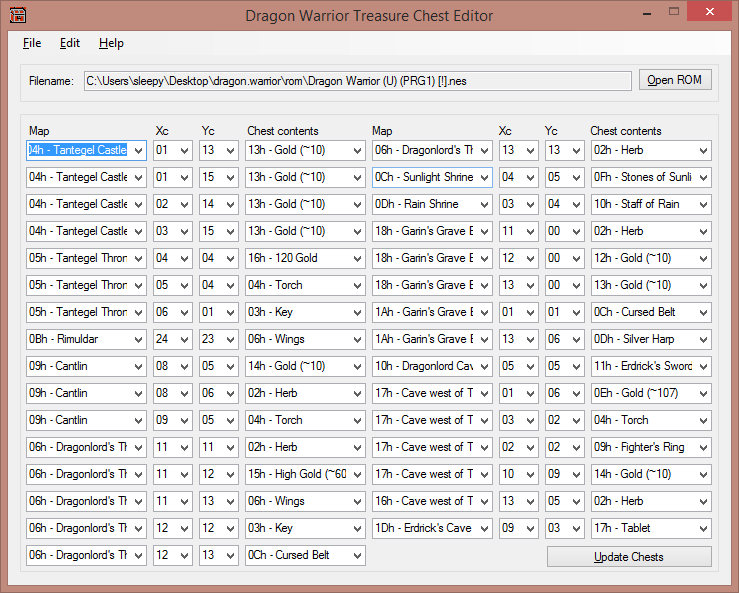 Dragon Warrior Treasure Chest Editor
File Edit Help
Filename: C:\Users\sleepy\Desktop\dragon.warrior\rom\Dragon Warrior (U) (PRG1) [!].nes Open ROM
Map Xc Yc Chest contents Map Xc Yc Chest contents
04h - Tantegel Castle 01 13 13h - Gold (~10) 06h - Dragonlord's Th 13 13 02h - Herb
04h - Tantegel Castle 01 15 13h - Gold (~10) 0Ch - Sunlight Shrine 04 05 0Fh - Stones of Sunli
04h - Tantegel Castle 02 14 13h - Gold (~10) 0Dh - Rain Shrine 03 04 10h - Staff of Rain
04h - Tantegel Castle 03 15 13h - Gold (~10) 18h - Garin's Grave B 11 00 02h - Herb
05h - Tantegel Thron 04 04 16h - 120 Gold 18h - Garin's Grave B 12 00 12h - Gold (~10)
05h - Tantegel Thron 05 04 04h - Torch 18h - Garin's Grave B 13 00 13h - Gold (~10)
05h - Tantegel Thron 06 01 03h - Key 1Ah - Garin's Grave B 01 01 0Ch - Cursed Belt
0Bh - Rimuldar 24 23 06h - Wings 1Ah - Garin's Grave B 13 06 0Dh - Silver Harp
09h - Cantlin 08 05 14h - Gold (~10) 10h - Dragonlord Cav 05 05 11h - Erdrick's Sword
09h - Cantlin 08 06 02h - Herb 17h - Cave west of T 01 06 0Eh - Gold (~107)
09h - Cantlin 09 05 04h - Torch 17h - Cave west of T 03 02 04h - Torch
06h - Dragonlord's Th 11 11 02h - Herb 17h - Cave west of T 02 02 09h - Fighter's Ring
06h - Dragonlord's Th 11 12 15h - High Gold (~60 17h - Cave west of T 10 09 14h - Gold (~10)
06h - Dragonlord's Th 11 13 06h - Wings 16h - Cave west of T 13 05 02h - Herb
06h - Dragonlord's Th 12 12 03h - Key 1Dh - Erdrick's Cave 09 03 17h - Tablet
06h - Dragonlord's Th 12 13 0Ch - Cursed Belt Update Chests